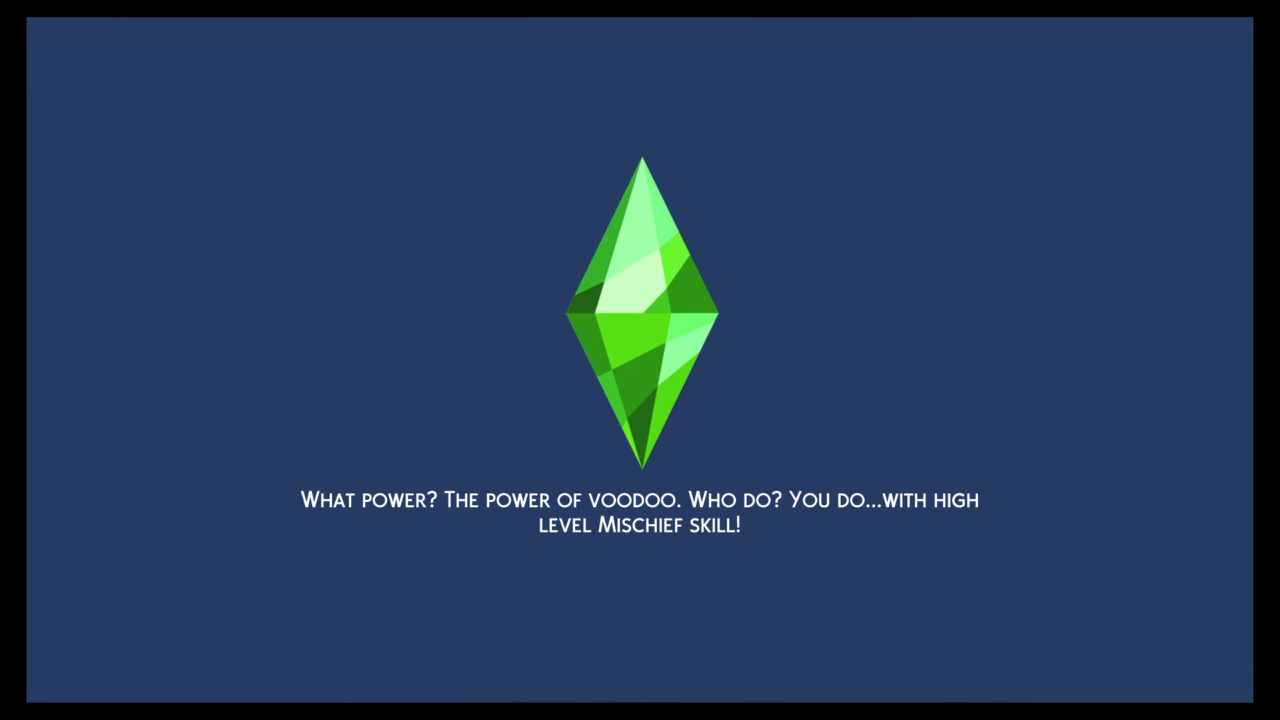 What power? The power of voodoo. Who do? You do...with high
level Mischief skill!